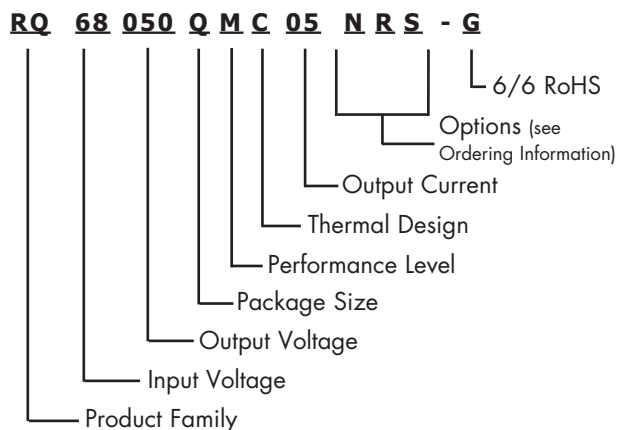 RQ 68 050 Q M C 05 N R S - G
6/6 RoHS
Options (see
Ordering Information)
Output Current
Thermal Design
Performance Level
Package Size
Output Voltage
Input Voltage
Product Family